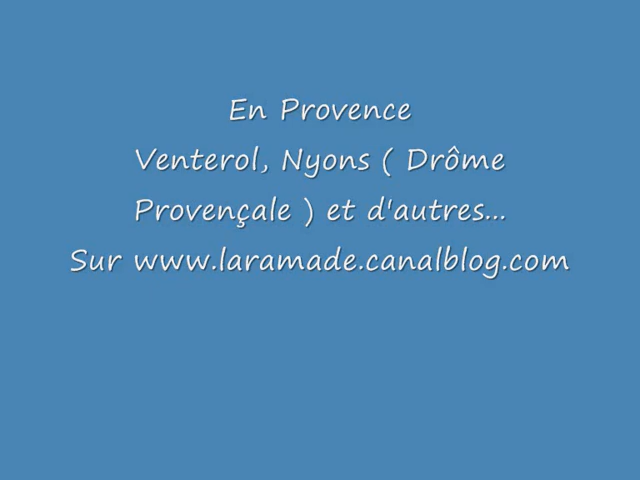 En Provence
Venterol, Nyons ( Drôme
Provençale ) et d'autres...
Sur www.laramade.canalblog.com